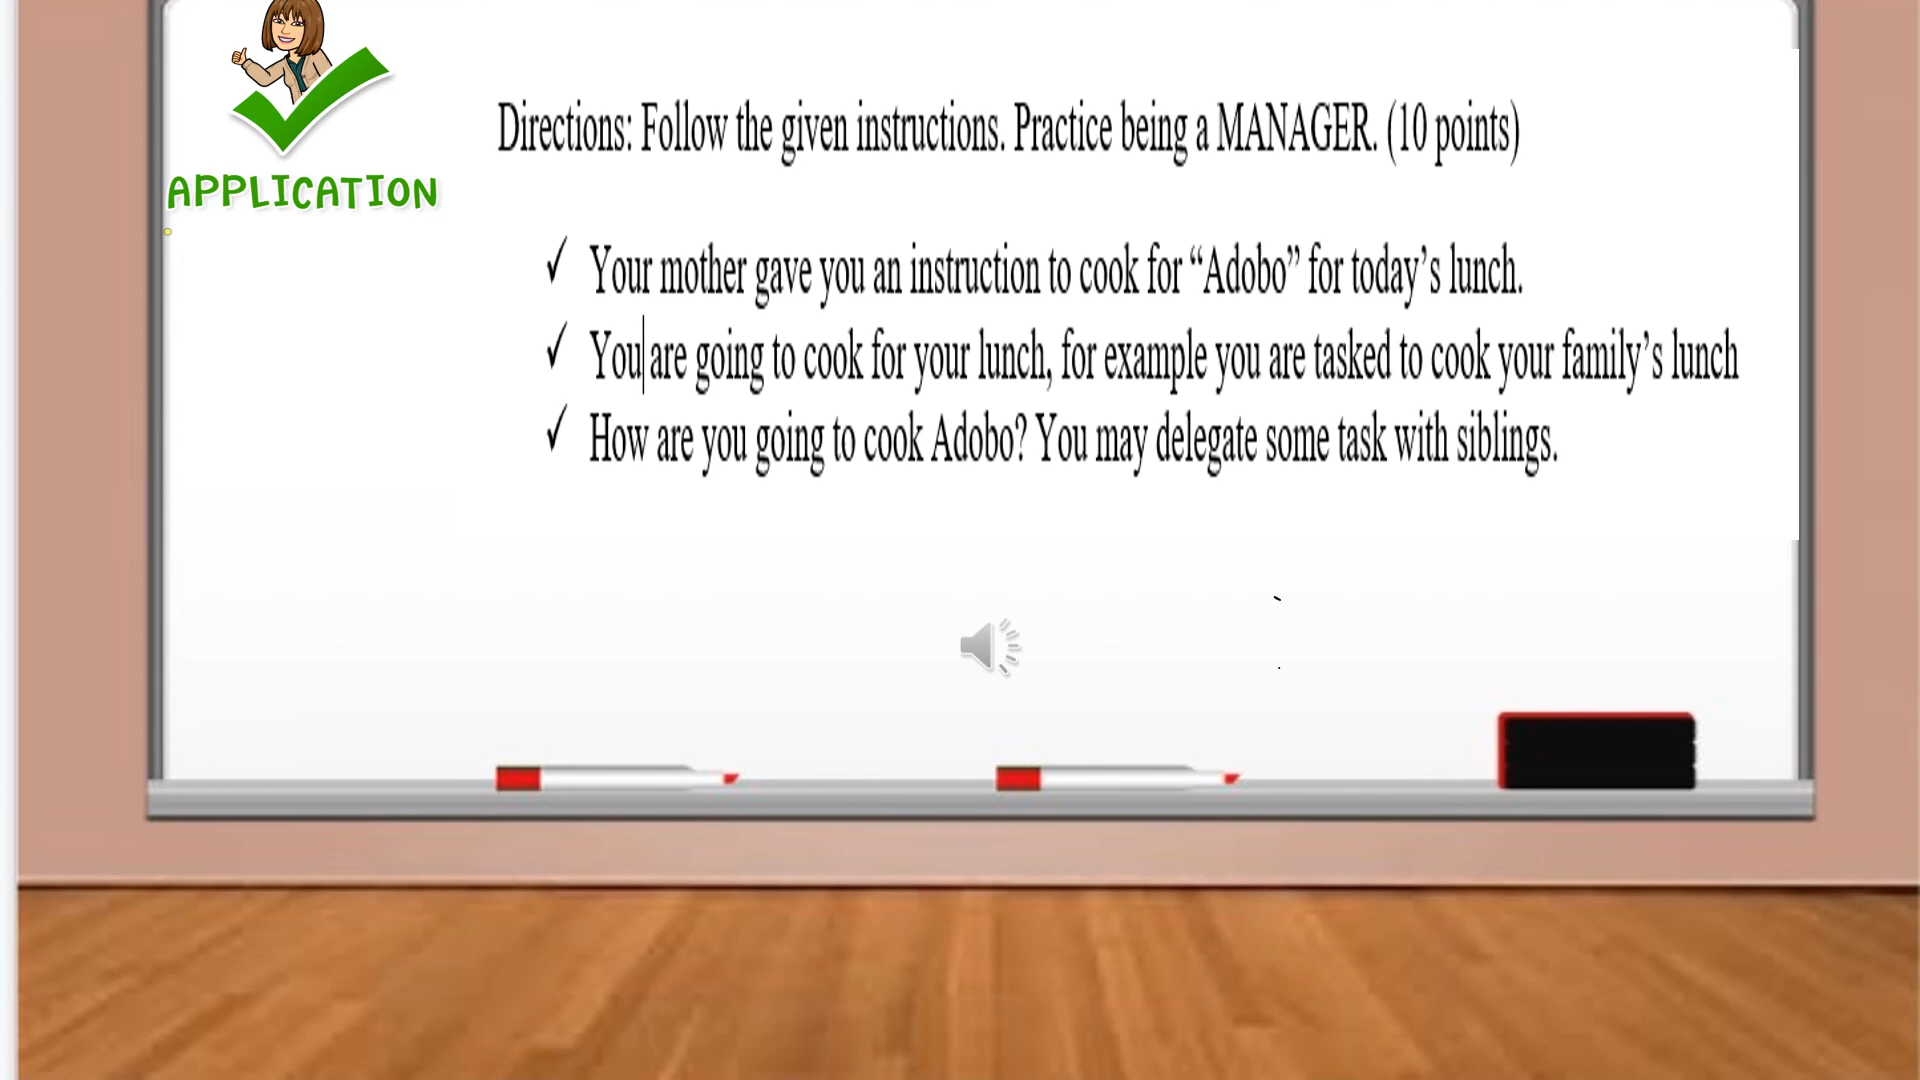 APPLICATION
Directions: Follow the given instructions. Practice being a MANAGER. (10 points)
✓ Your mother gave you an instruction to cook for “Adobo” for today’s lunch.
✓ You are going to cook for your lunch, for example you are tasked to cook your family’s lunch
✓ How are you going to cook Adobo? You may delegate some task with siblings.